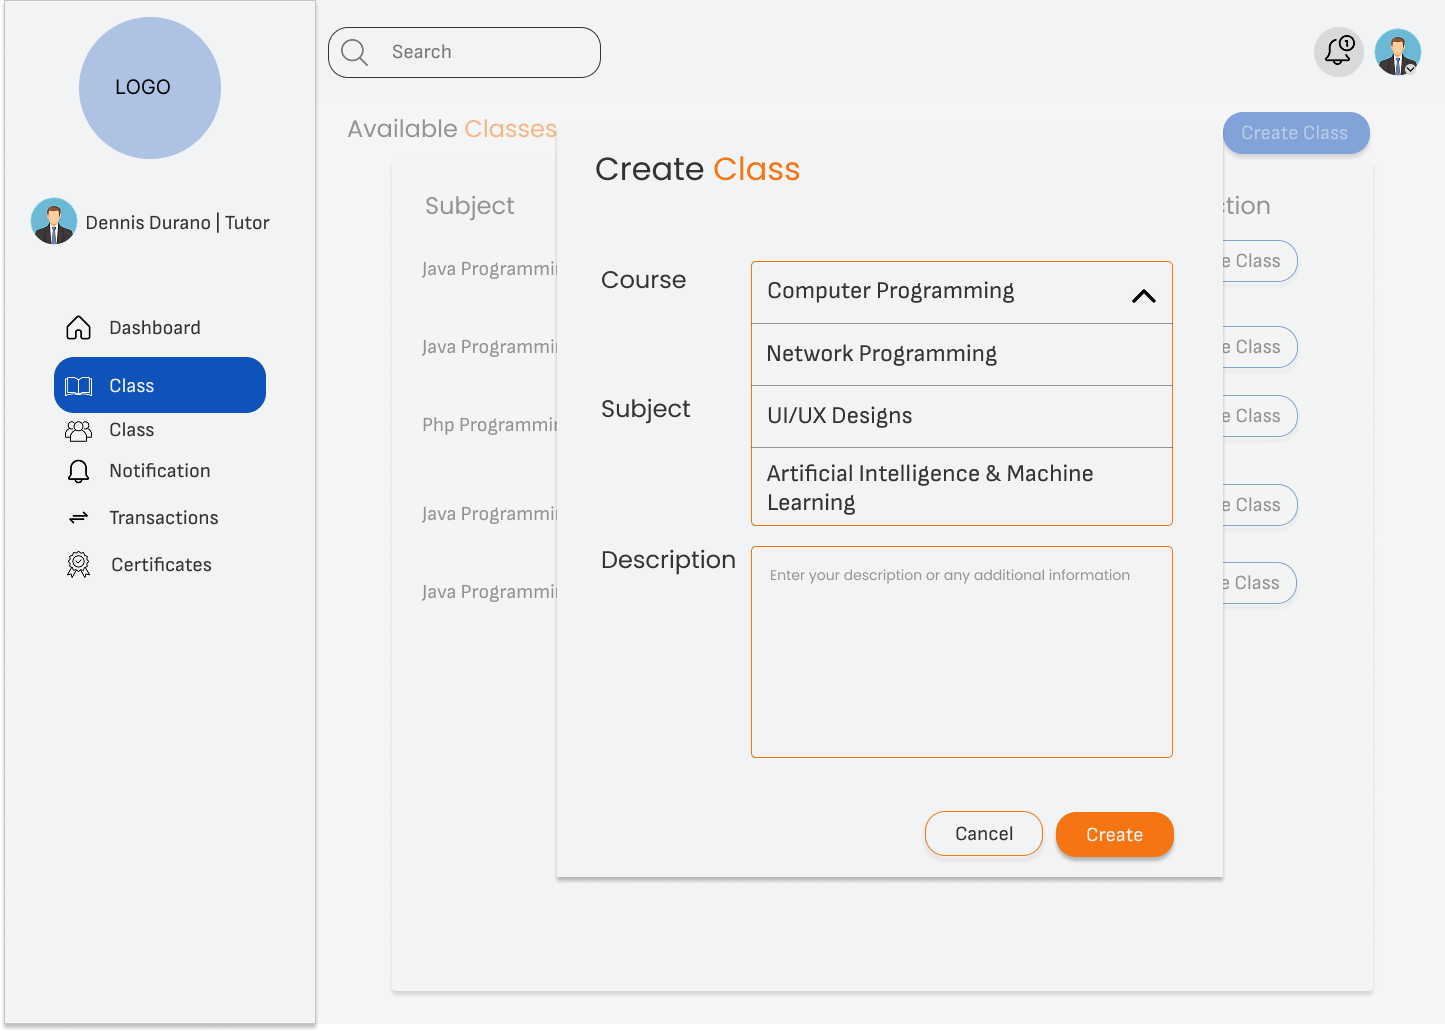 LOGO
Search
1
Dennis Durano | Tutor
Dashboard
Class
Class
Notification
Transactions
Certificates
Available Classes
Create Class
Subject
Java Programmi
Java Programmi
Php Programmi
Java Programmi
Java Programmi
ction
e Class
e Class
e Class
e Class
e Class
Create Class
Course
Computer Programming
Network Programming
Subject
UI/UX Designs
Artificial Intelligence & Machine
Learning
Description
Enter your description or any additional information
Cancel
Create